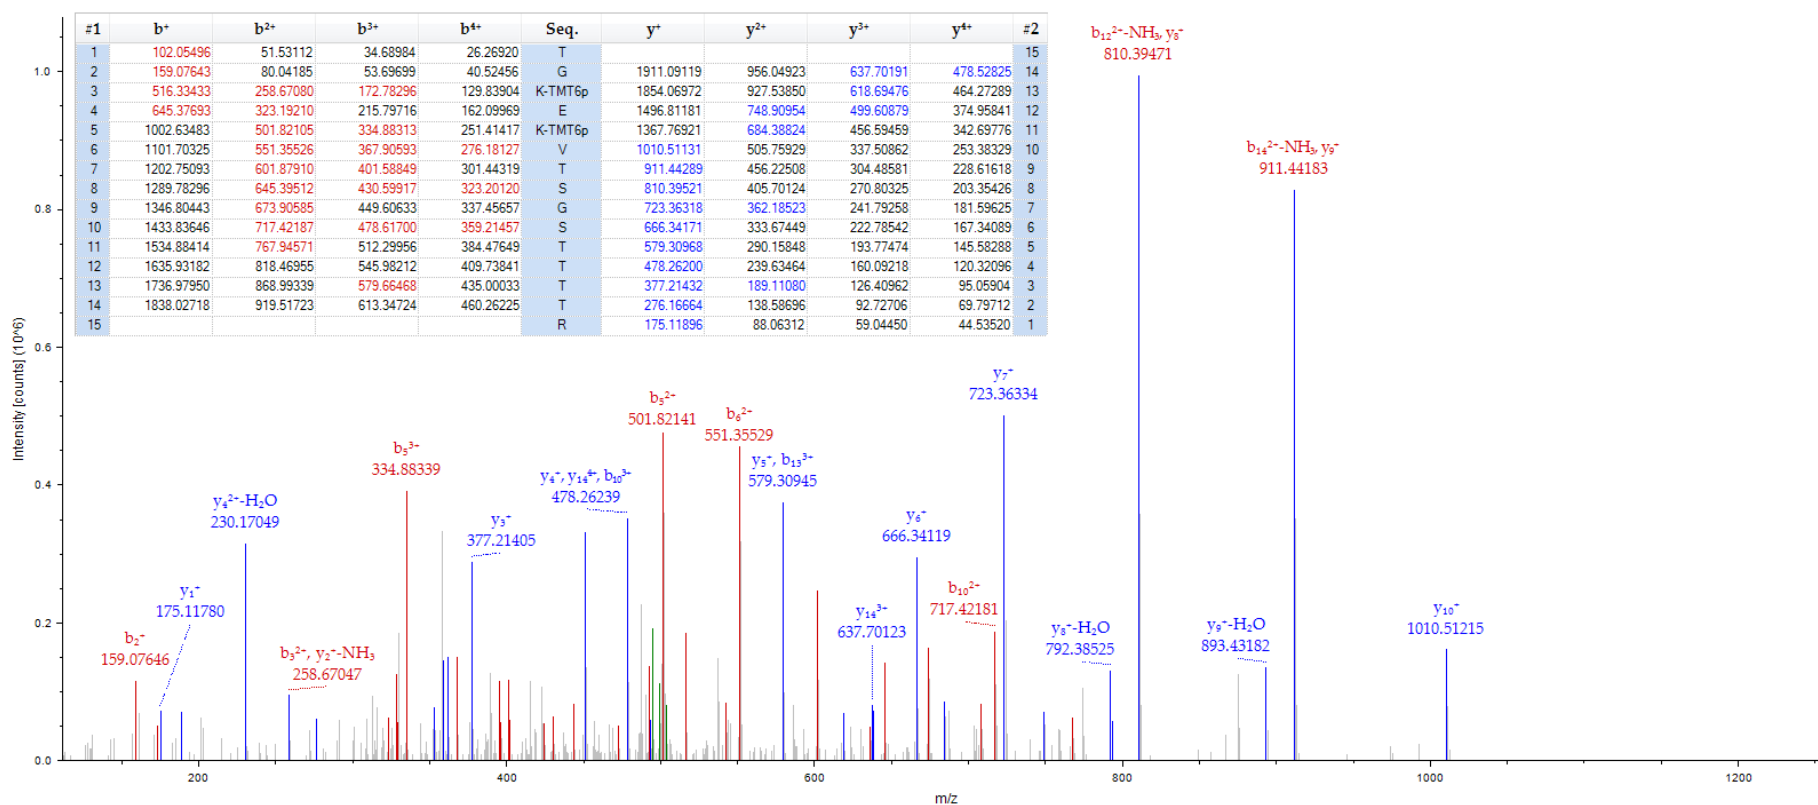 #1 b⁺ b²⁺ b³⁺ b⁴⁺ Seq. y⁺ y²⁺ y³⁺ y⁴⁺ #2
1 102.05496 51.53112 34.68984 26.26920 T 15
2 159.07643 80.04185 53.69699 40.52456 G 1911.09119 956.04923 637.70191 478.52825 14
3 516.33433 258.67080 172.78296 129.83904 K-TMT6p 1854.06972 927.53850 618.69476 464.27289 13
4 645.37693 323.19210 215.79716 162.09969 E 1496.81181 748.90954 499.60879 374.95841 12
5 1002.63483 501.82105 334.88313 251.41417 K-TMT6p 1367.76921 684.38824 456.59459 342.69776 11
6 1101.70325 551.35526 367.90593 276.18127 V 1010.51131 505.75929 337.50862 253.38329 10
7 1202.75093 601.87910 401.58849 301.44319 T 911.44289 456.22508 304.48581 228.61618 9
8 1289.78296 645.39512 430.59917 323.20120 S 810.39521 405.70124 270.80325 203.35426 8
9 1346.80443 673.90585 449.60633 337.45657 G 723.36318 362.18523 241.79258 181.59625 7
10 1433.83646 717.42187 478.61700 359.21457 S 666.34171 333.67449 222.78542 167.34089 6
11 1534.88414 767.94571 512.29956 384.47649 T 579.30968 290.15848 193.77474 145.58288 5
12 1635.93182 818.46955 545.98212 409.73841 T 478.26200 239.63464 160.09218 120.32096 4
13 1736.97950 868.99339 579.66468 435.00033 T 377.21432 189.11080 126.40962 95.05904 3
14 1838.02718 919.51723 613.34724 460.26225 T 276.16664 138.58696 92.72706 69.79712 2
15 R 175.11896 88.06312 59.04450 44.53520 1
b₁₂²⁺-NH₃, y₈⁺
810.39471
b₁₄²⁺-NH₃, y₉⁺
911.44183
y₇⁺
723.36334
b₅²⁺
501.82141
b₆²⁺
551.35529
b₅³⁺
334.88339
y₄⁺, y₁₄⁴⁺, b₁₀³⁺
478.26239
y₅⁺, b₁₃³⁺
579.30945
y₄²⁺-H₂O
230.17049
y₃⁺
377.21405
y₆⁺
666.34119
y₁⁺
175.11780
b₁₀²⁺
717.42181
y₁₄³⁺
637.70123
b₂⁺
159.07646
b₃²⁺, y₂⁺-NH₃
258.67047
y₈⁺-H₂O
792.38525
y₉⁺-H₂O
893.43182
y₁₀⁺
1010.51215
Intensity [counts] (10^6)
1.0
0.8
0.6
0.4
0.2
0.0
200 400 600 800 1000 1200
m/z